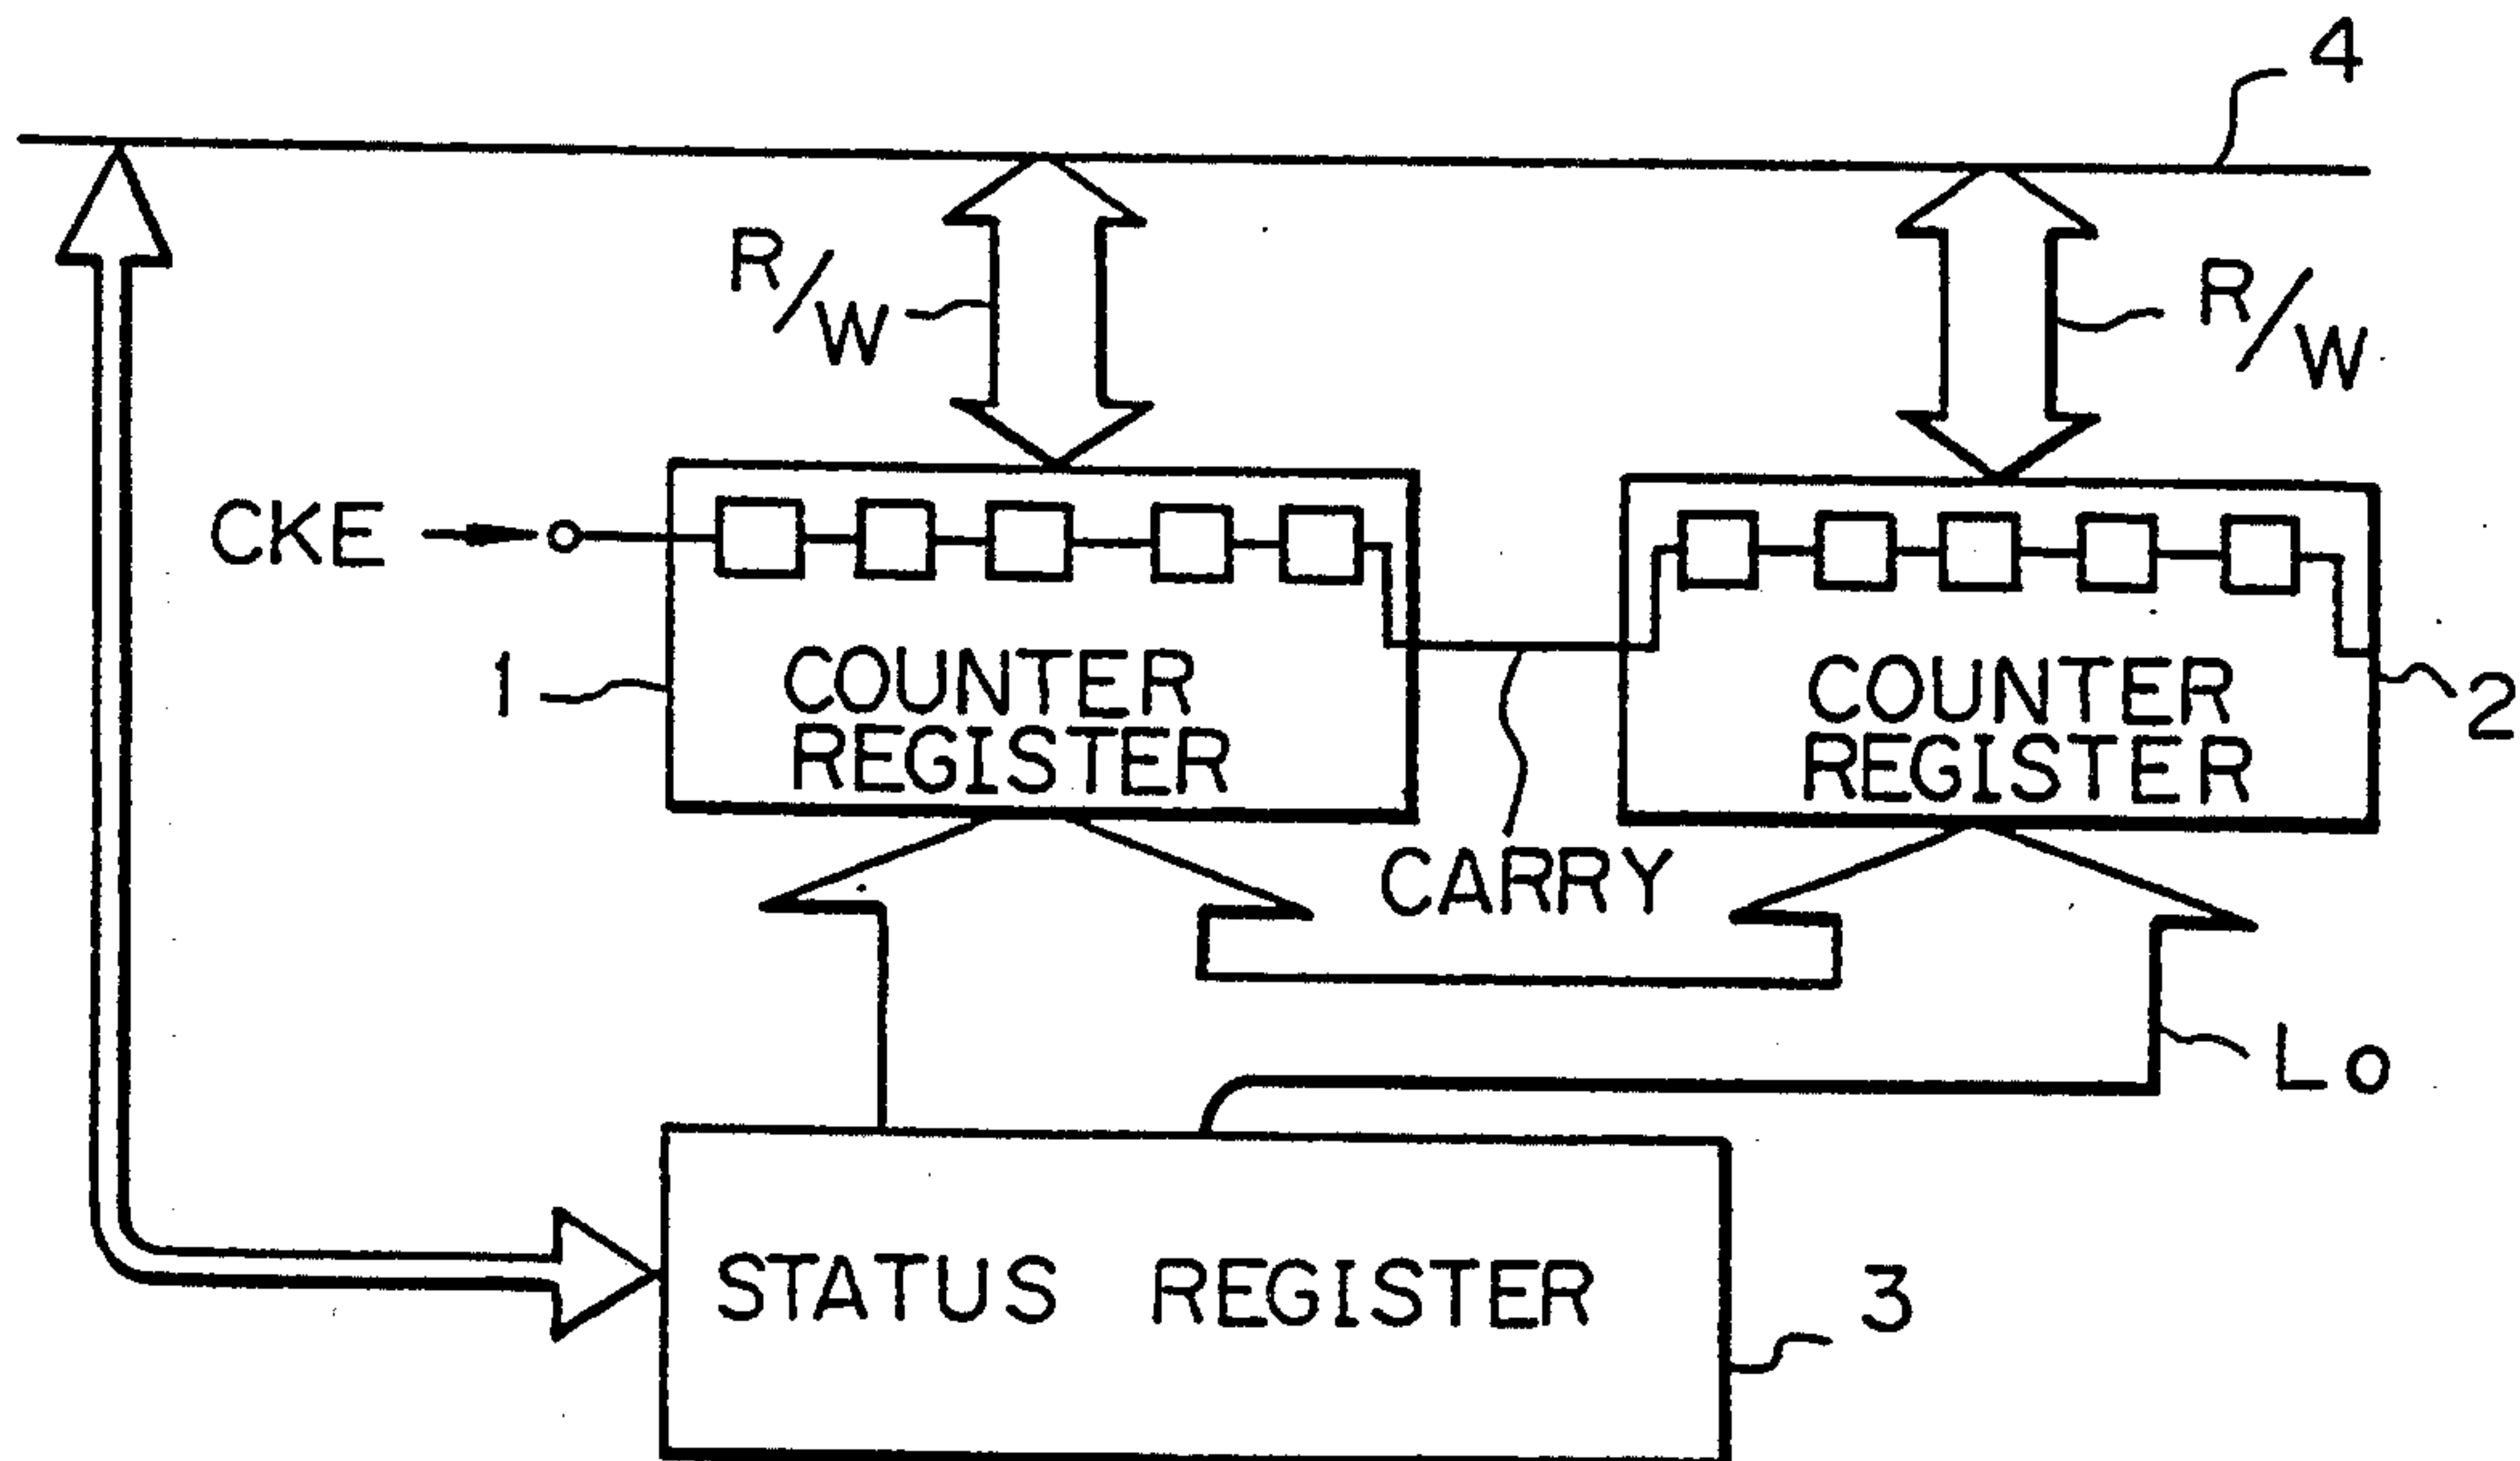 4
R/W
R/W
CKE
1
COUNTER
REGISTER
COUNTER
REGISTER
2
CARRY
Lo
STATUS REGISTER
3